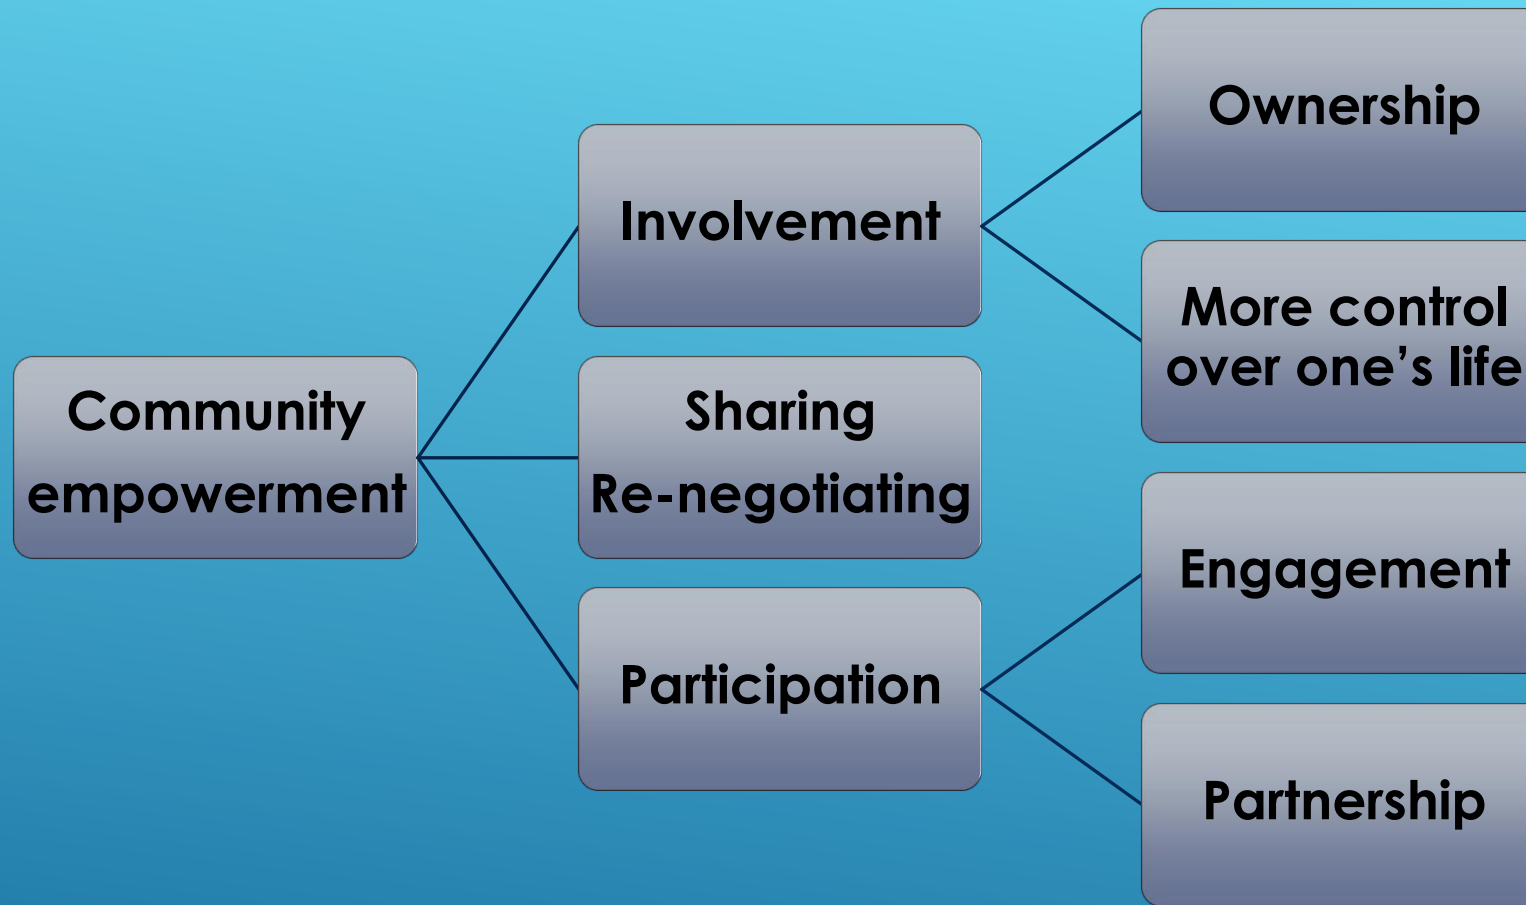 Community
empowerment
Involvement
Sharing
Re-negotiating
Participation
Ownership
More control
over one’s life
Engagement
Partnership